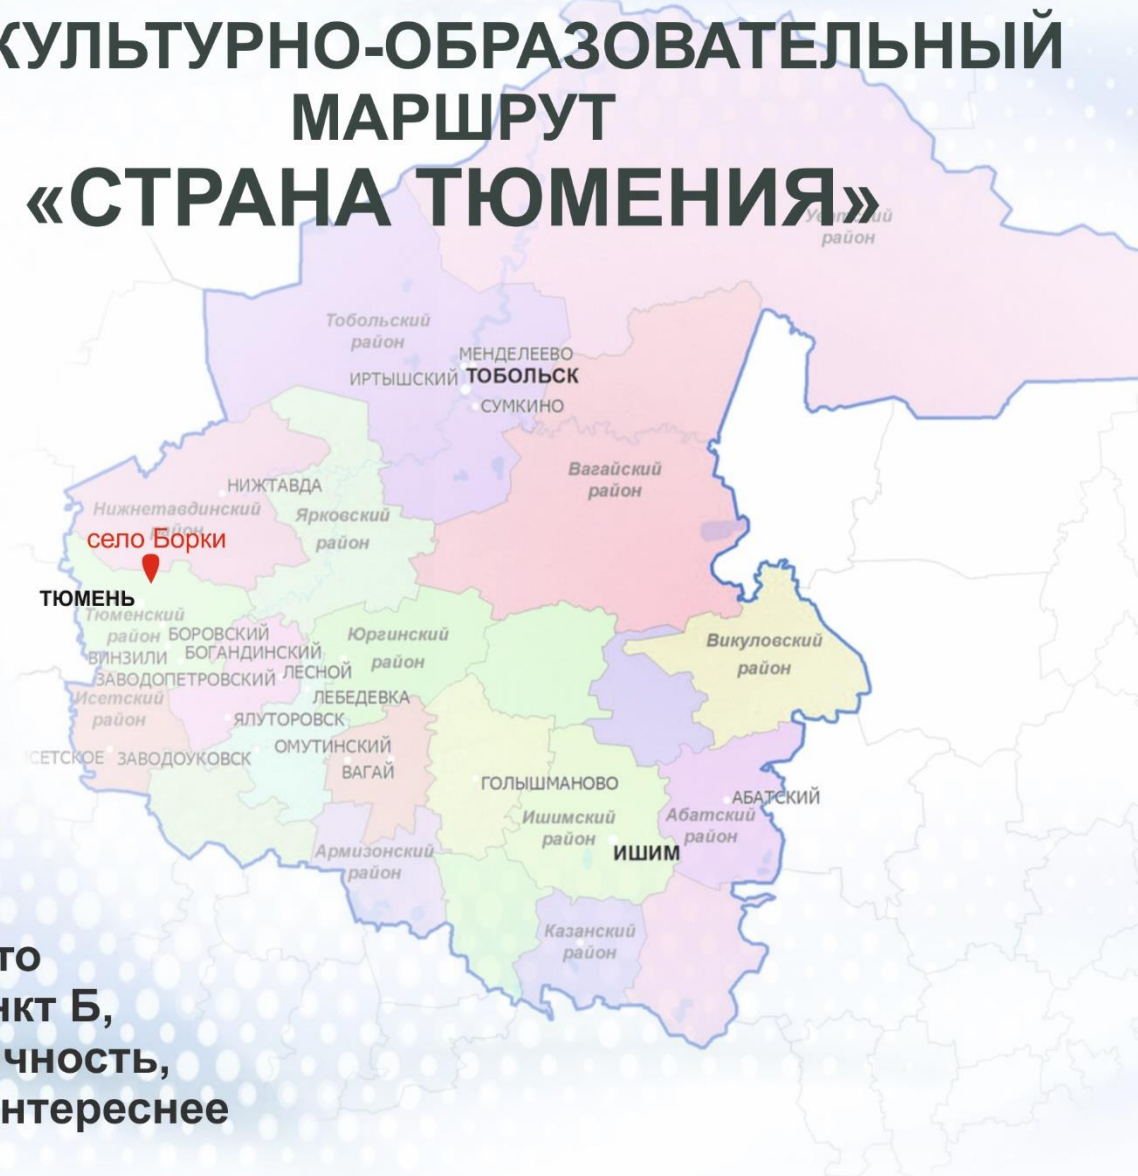 КУЛЬТУРНО-ОБРАЗОВАТЕЛЬНЫЙ
МАРШРУТ
«СТРАНА ТЮМЕНИЯ»
район
Тобольский
район
МЕНДЕЛЕЕВО
ИРТЫШСКИЙ ТОБОЛЬСК
СУМКИНО
Вагайский
район
НИЖТАВДА
Нижнетавдинский
район
Ярковский
район
село Борки
ТЮМЕНЬ
Тюменский
район
БОРОВСКИЙ
ВИНЗИЛИ
БОГАНДИНСКИЙ
Юргинский
район
Викуловский
район
ЗАВОДОПЕТРОВСКИЙ
ЛЕСНОЙ
Исетский
район
ЛЕБЕДЕВКА
ЯЛУТОРОВСК
СЕТСКОЕ
ЗАВОДОУКОВСК
ОМУТИНСКИЙ
ВАГАЙ
ГОЛЫШМАНОВО
АБАТСКИЙ
Ишимский
район
Абатский
район
ИШИМ
Армизонский
район
Казанский
район
то
нкт Б,
чность,
нтереснее